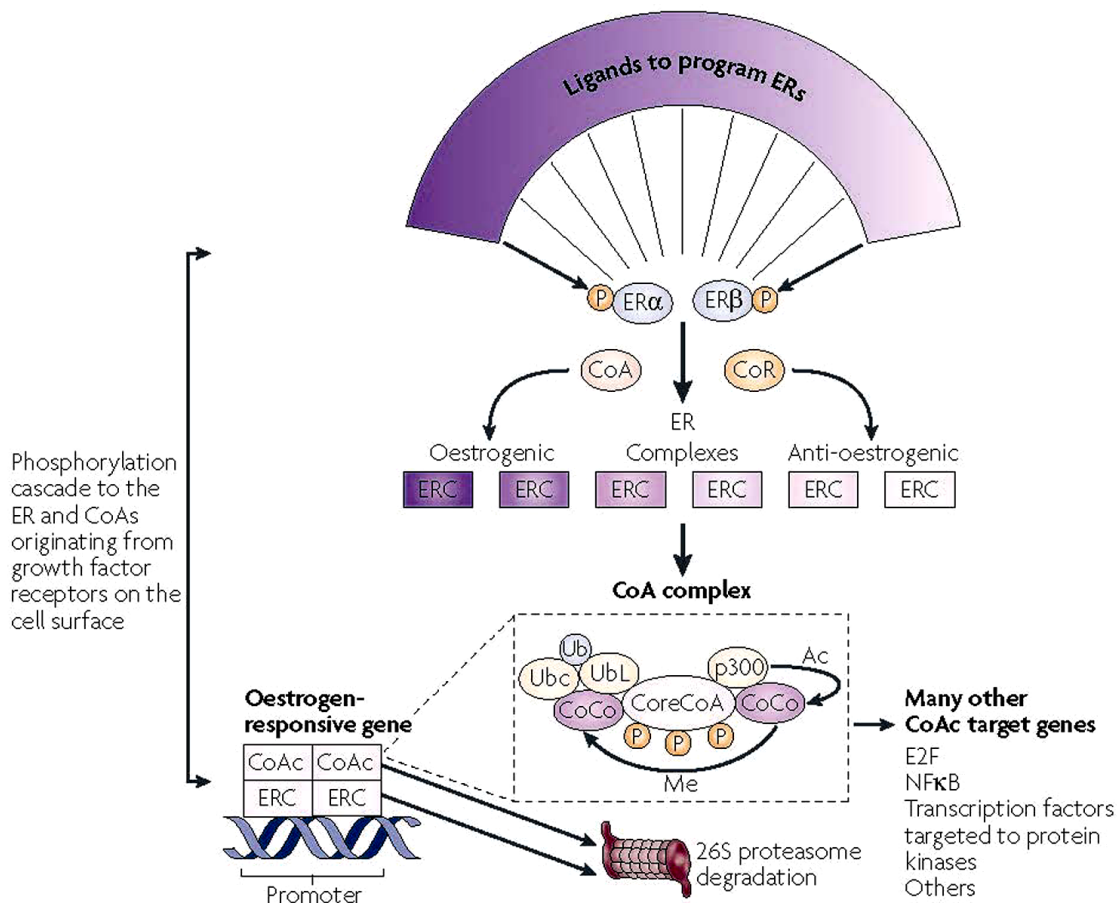 Ligands to program ERs
P ERα ERβ P
CoA CoR
ER
Oestrogenic Complexes Anti-oestrogenic
ERC ERC ERC ERC ERC ERC
Phosphorylation
cascade to the
ER and CoAs
originating from
growth factor
receptors on the
cell surface
CoA complex
Ub
Ubc UbL p300 Ac
CoCo CoreCoA CoCo
P P P
Me
Oestrogen-
responsive gene
CoAc CoAc
ERC ERC
Promoter
26S proteasome
degradation
Many other
CoAc target genes
E2F
NFκB
Transcription factors
targeted to protein
kinases
Others